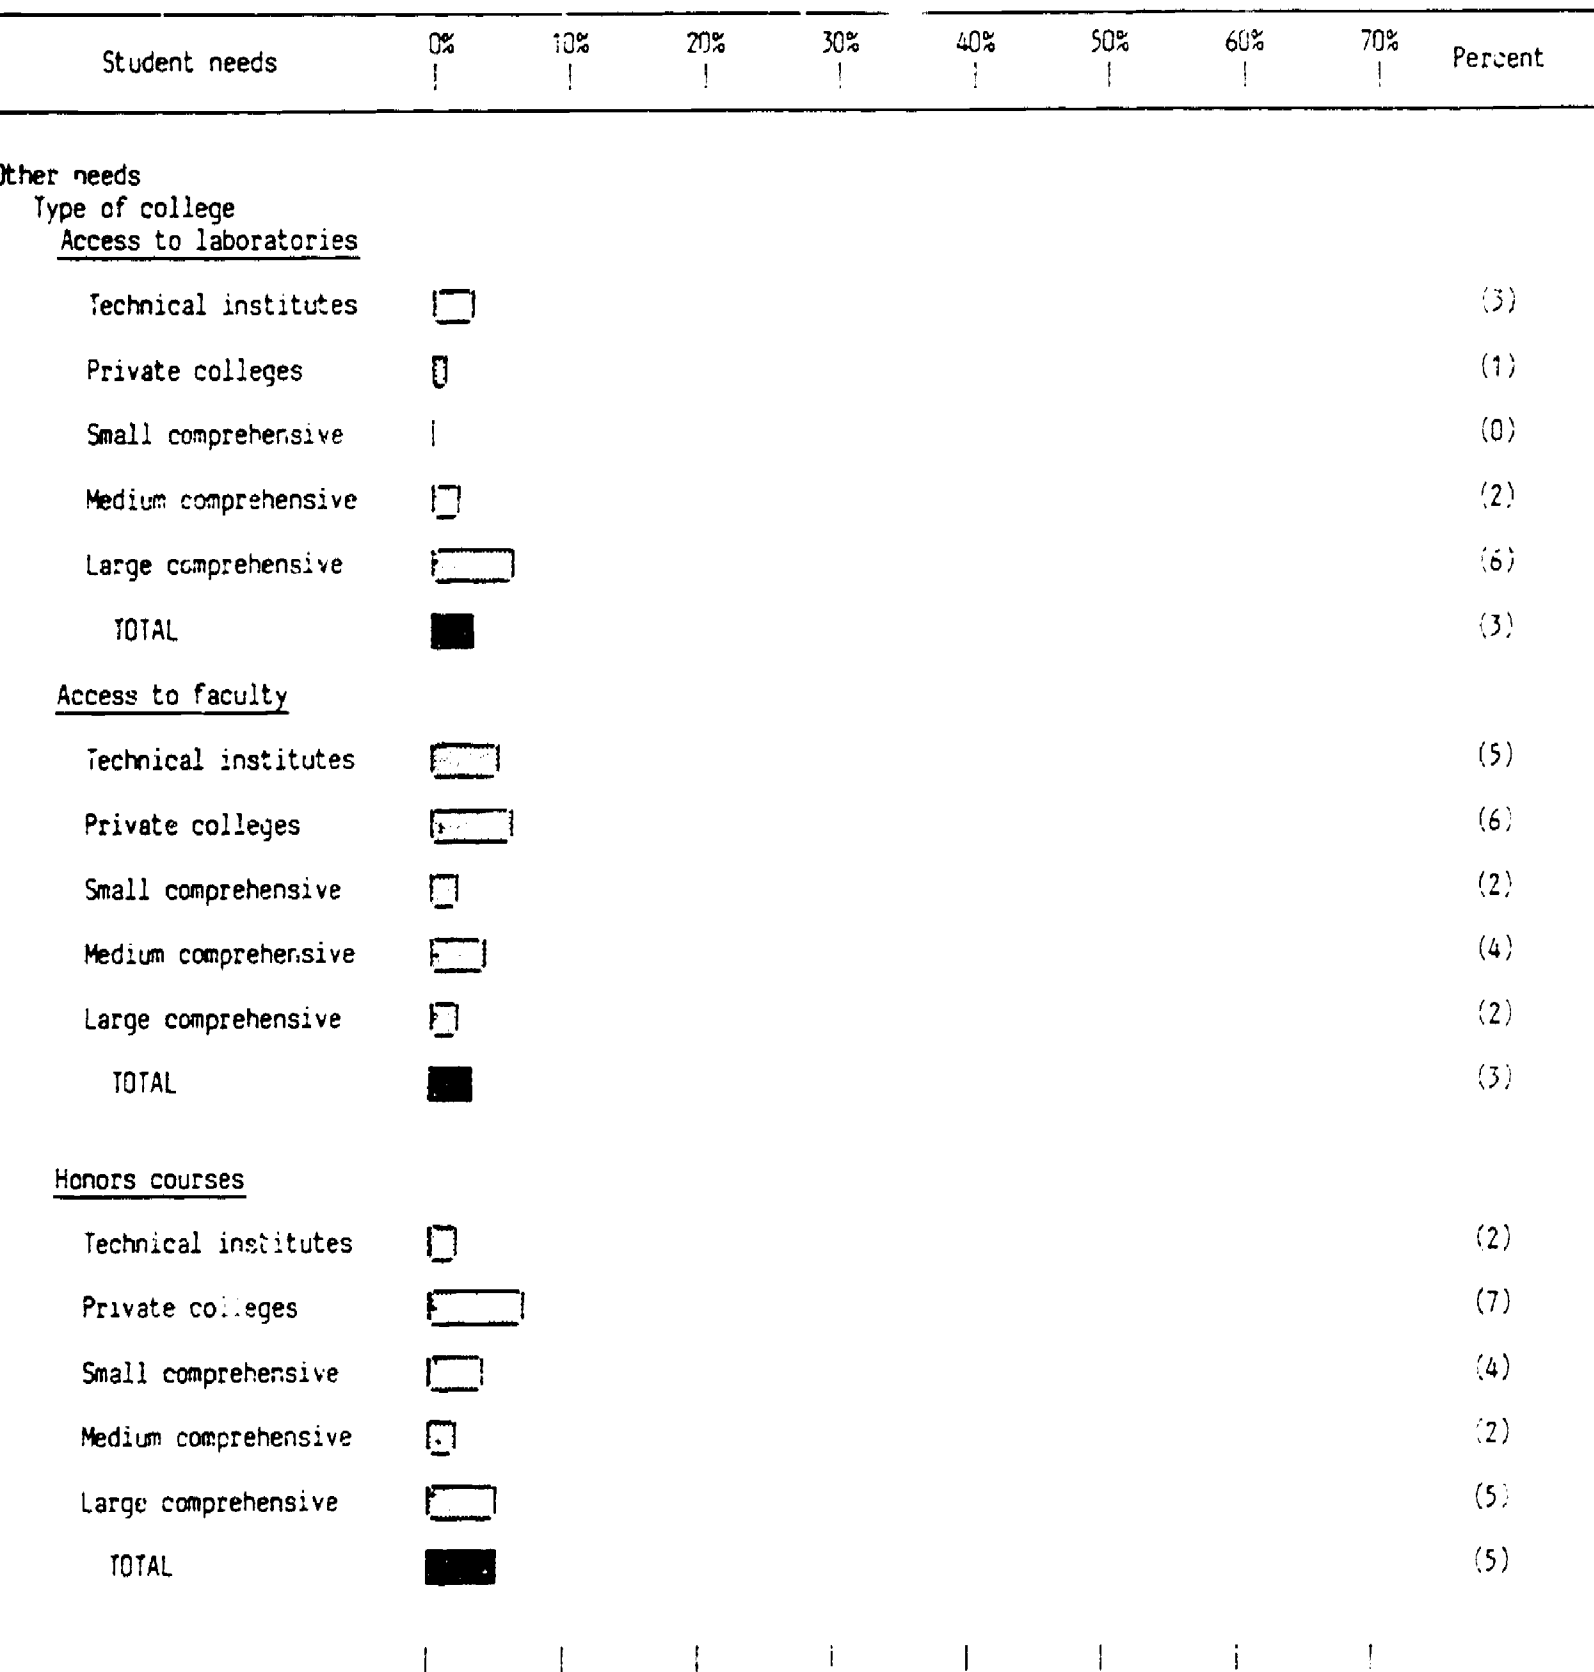 Student needs 0% 10% 20% 30% 40% 50% 60% 70% Percent
Other needs
Type of college
Access to laboratories
Technical institutes (3)
Private colleges (1)
Small comprehensive (0)
Medium comprehensive (2)
Large comprehensive (6)
TOTAL (3)
Access to faculty
Technical institutes (5)
Private colleges (6)
Small comprehensive (2)
Medium comprehensive (4)
Large comprehensive (2)
TOTAL (3)
Honors courses
Technical institutes (2)
Private colleges (7)
Small comprehensive (4)
Medium comprehensive (2)
Large comprehensive (5)
TOTAL (5)